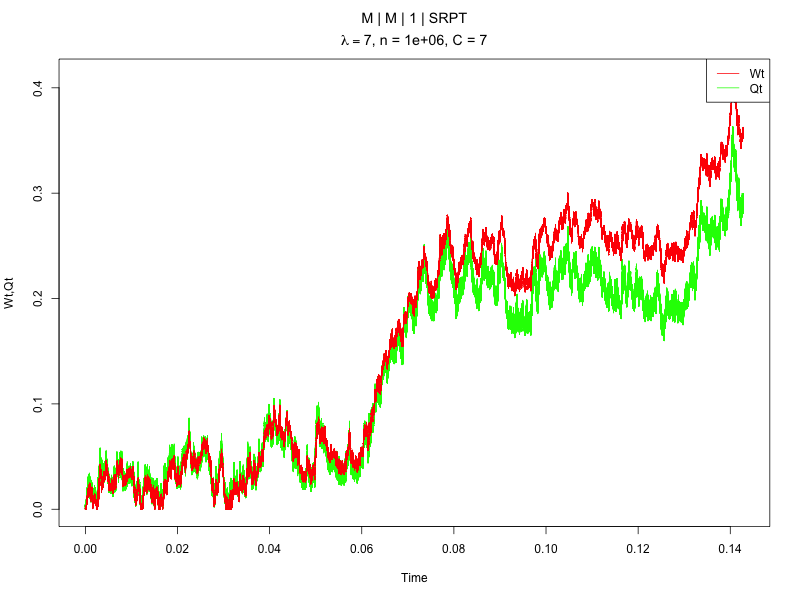 M | M | 1 | SRPT
λ = 7, n = 1e+06, C = 7
Wt
Qt
0.4
0.3
0.2
0.1
0.0
Wt,Qt
0.00 0.02 0.04 0.06 0.08 0.10 0.12 0.14
Time